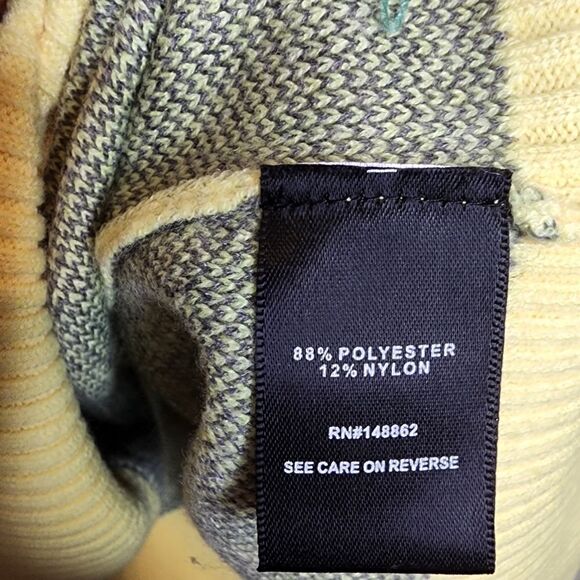 88% POLYESTER
12% NYLON
RN#148862
SEE CARE ON REVERSE